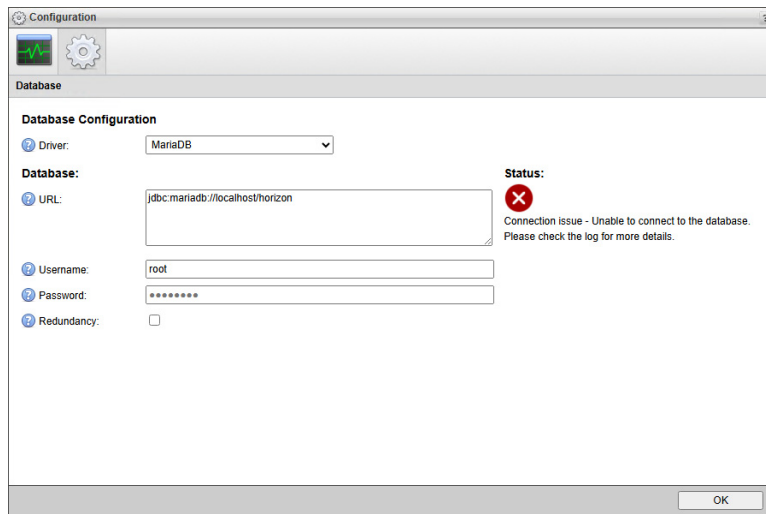 Configuration
Database
Database Configuration
Driver:
MariaDB
Database:
Status:
URL:
jdbc:mariadb://localhost/horizon
Connection issue - Unable to connect to the database.
Please check the log for more details.
Username:
root
Password:
••••••••
Redundancy:
OK